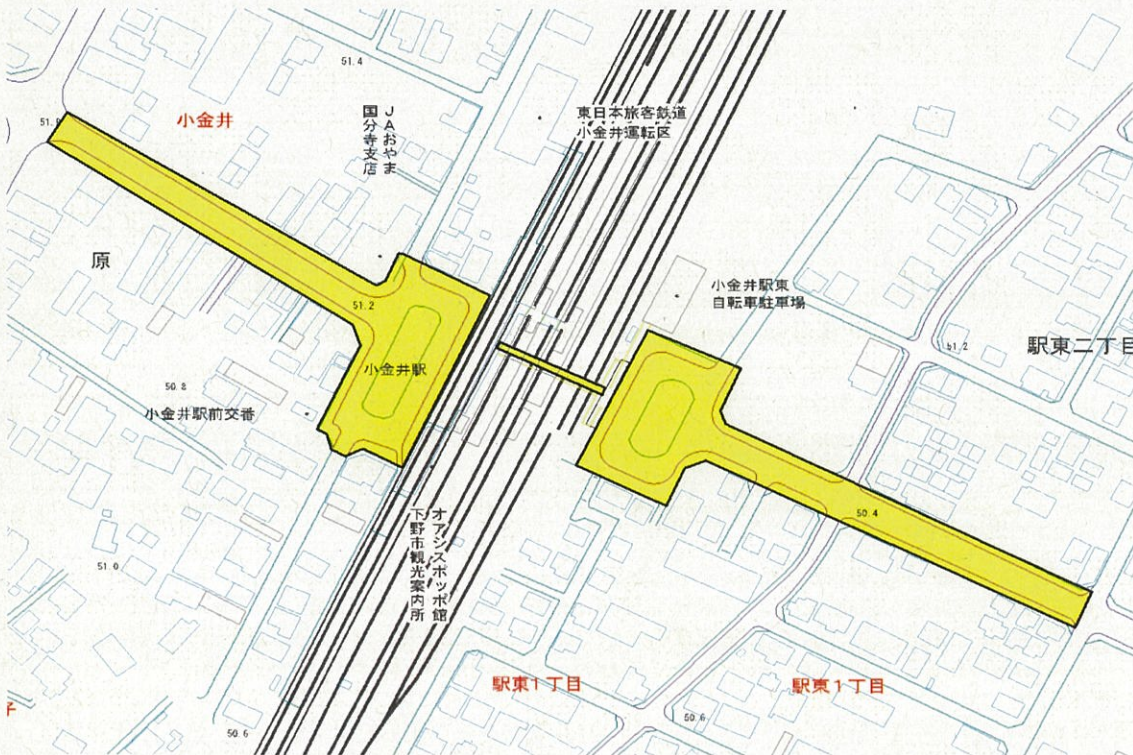 51.4
東日本旅客鉄道
小金井運転区
小金井
JAおやま
国分寺支店
原
小金井駅東
自転車駐車場
51.2
51.2
駅東二丁目
小金井駅
50.8
小金井駅前交番
50.4
オアシスポッポ館
下野市観光案内所
51.0
駅東1丁目
駅東1丁目
50.6
50.6